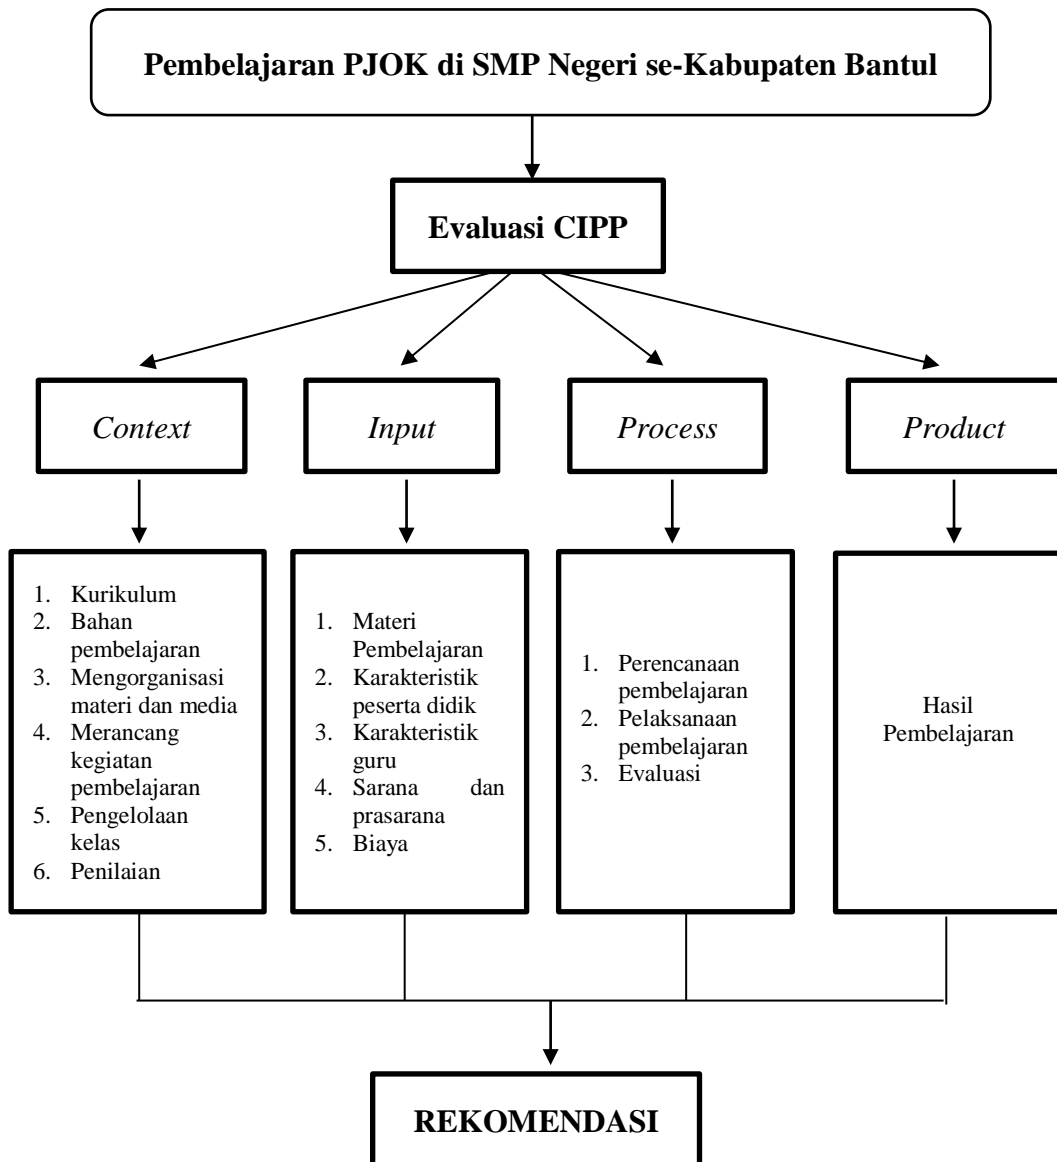 Pembelajaran PJOK di SMP Negeri se-Kabupaten Bantul
Evaluasi CIPP
Context
Input
Process
Product
1. Kurikulum
2. Bahan
pembelajaran
3. Mengorganisasi
materi dan media
4. Merancang
kegiatan
pembelajaran
5. Pengelolaan
kelas
6. Penilaian
1. Materi
Pembelajaran
2. Karakteristik
peserta didik
3. Karakteristik
guru
4. Sarana dan
prasarana
5. Biaya
1. Perencanaan
pembelajaran
2. Pelaksanaan
pembelajaran
3. Evaluasi
Hasil
Pembelajaran
REKOMENDASI